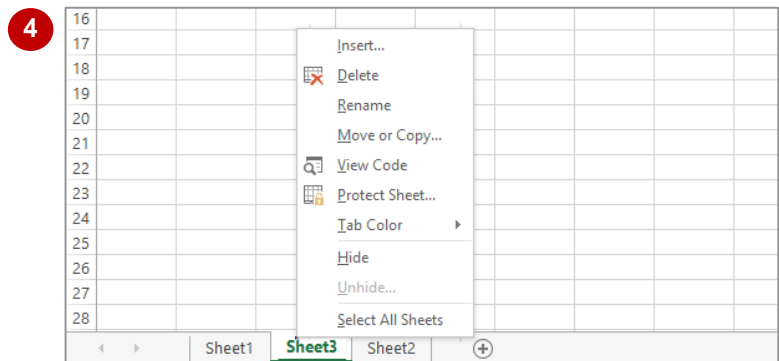 4
16
17
18
19
20
21
22
23
24
25
26
27
28
Insert...
Delete
Rename
Move or Copy...
View Code
Protect Sheet...
Tab Color
Hide
Unhide...
Select All Sheets
Sheet1 Sheet3 Sheet2